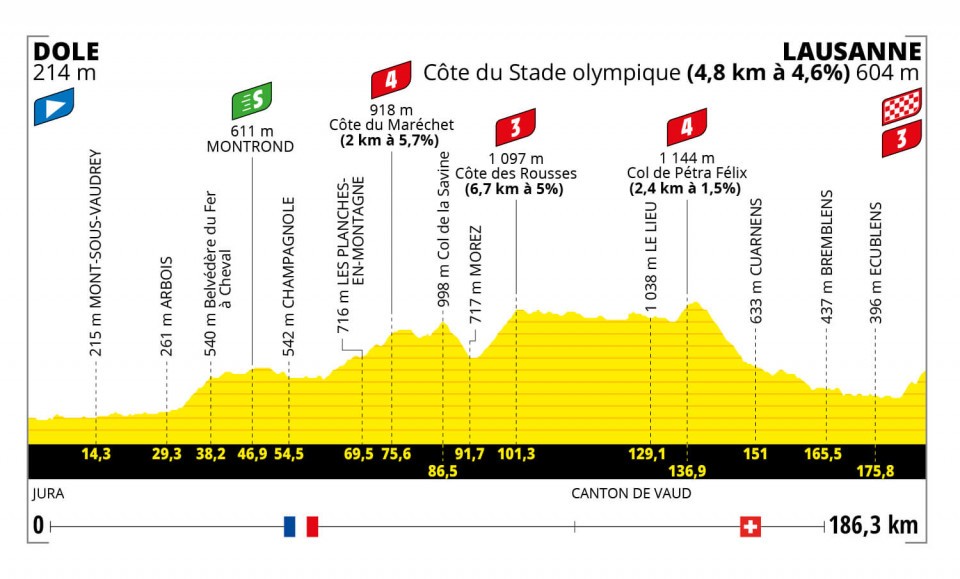 DOLE
214 m
LAUSANNE
Côte du Stade olympique (4,8 km à 4,6%) 604 m
S
611 m
MONTROND
4
918 m
Côte du Maréchet
(2 km à 5,7%)
3
1 097 m
Côte des Rousses
(6,7 km à 5%)
4
1 144 m
Col de Pétra Félix
(2,4 km à 1,5%)
3
215 m MONT-SOUS-VAUDREY
261 m ARBOIS
540 m Belvédère du Fer
à Cheval
542 m CHAMPAGNOLE
716 m LES PLANCHES-
EN-MONTAGNE
998 m Col de la Savine
717 m MOREZ
1 038 m LE LIEU
633 m CUARNENS
437 m BREMBLENS
396 m ECUBLENS
14,3
29,3
38,2
46,9
54,5
69,5
75,6
86,5
91,7
101,3
129,1
136,9
151
165,5
175,8
JURA
CANTON DE VAUD
0
186,3 km